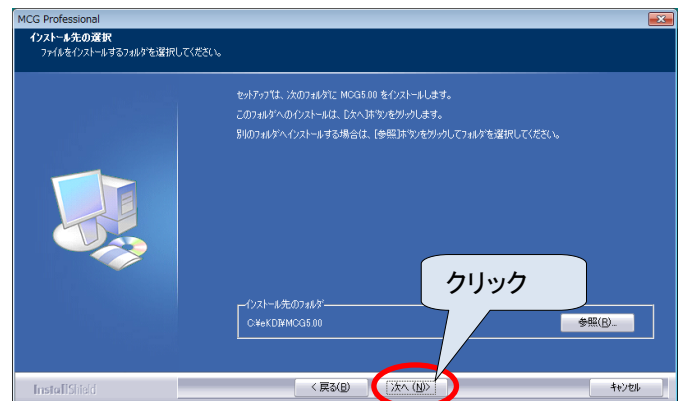 MCG Professional
インストール先の選択
ファイルをインストールするフォルダを選択してください。
セットアップは、次のフォルダに MCG5.00 をインストールします。
このフォルダへのインストールは、[次へ]ボタンをクリックします。
別のフォルダへインストールする場合は、[参照]ボタンをクリックしてフォルダを選択してください。
クリック
インストール先のフォルダ
C:¥eKDI¥MCG5.00
参照(R)...
InstallShield
< 戻る(B)
次へ (N)>
キャンセル